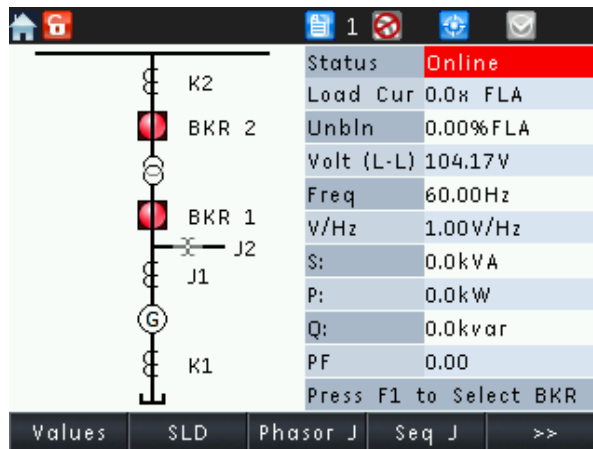 1
K2
BKR 2
BKR 1
J2
J1
G
K1
Status Online
Load Cur 0.0x FLA
Unbln 0.00%FLA
Volt (L-L) 104.17V
Freq 60.00Hz
V/Hz 1.00V/Hz
S: 0.0kVA
P: 0.0kW
Q: 0.0kvar
PF 0.00
Press F1 to Select BKR
Values SLD Phasor J Seq J >>